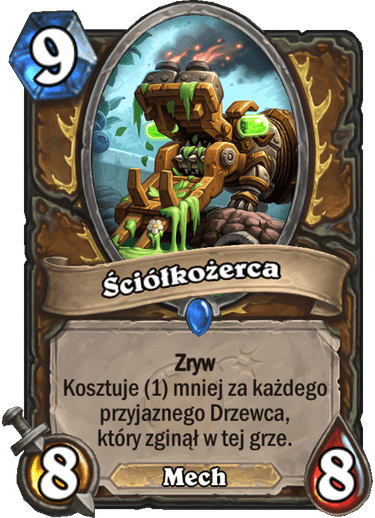 9
Ściółkożerca
Zryw
Kosztuje (1) mniej za każdego
przyjaznego Drzewca,
który zginął w tej grze.
8
Mech
8